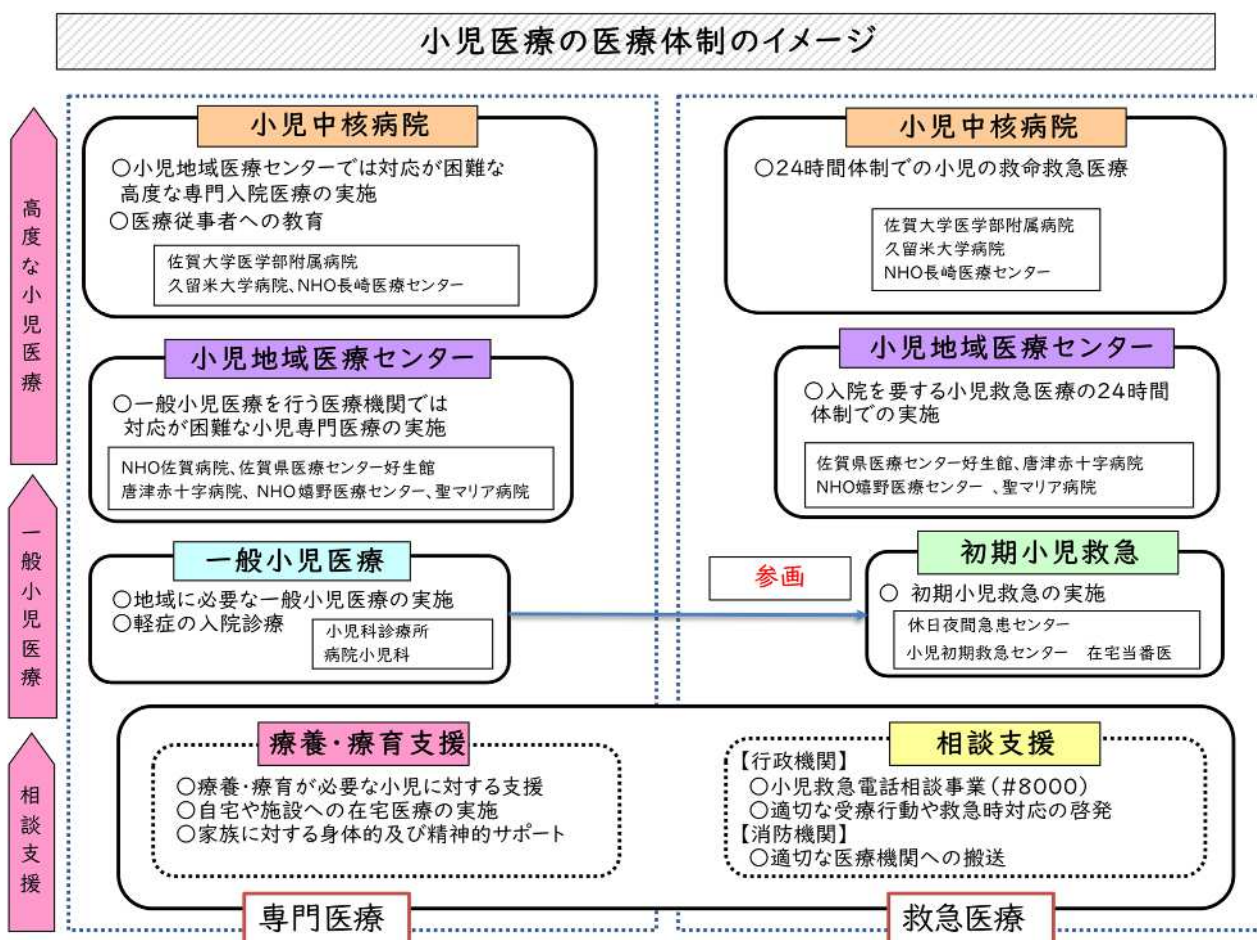 小児医療の医療体制のイメージ
高度な小児医療
一般小児医療
相談支援
小児中核病院
○小児地域医療センターでは対応が困難な
高度な専門入院医療の実施
○医療従事者への教育
佐賀大学医学部附属病院
久留米大学病院、NHO長崎医療センター
小児地域医療センター
○一般小児医療を行う医療機関では
対応が困難な小児専門医療の実施
NHO佐賀病院、佐賀県医療センター好生館
唐津赤十字病院、NHO嬉野医療センター、聖マリア病院
一般小児医療
○地域に必要な一般小児医療の実施
○軽症の入院診療
小児科診療所
病院小児科
参画
小児中核病院
○24時間体制での小児の救命救急医療
佐賀大学医学部附属病院
久留米大学病院
NHO長崎医療センター
小児地域医療センター
○入院を要する小児救急医療の24時間
体制での実施
佐賀県医療センター好生館、唐津赤十字病院
NHO嬉野医療センター 、聖マリア病院
初期小児救急
○ 初期小児救急の実施
休日夜間急患センター
小児初期救急センター 在宅当番医
療養・療育支援
○療養・療育が必要な小児に対する支援
○自宅や施設への在宅医療の実施
○家族に対する身体的及び精神的サポート
相談支援
【行政機関】
○小児救急電話相談事業(#8000)
○適切な受療行動や救急時対応の啓発
【消防機関】
○適切な医療機関への搬送
専門医療
救急医療